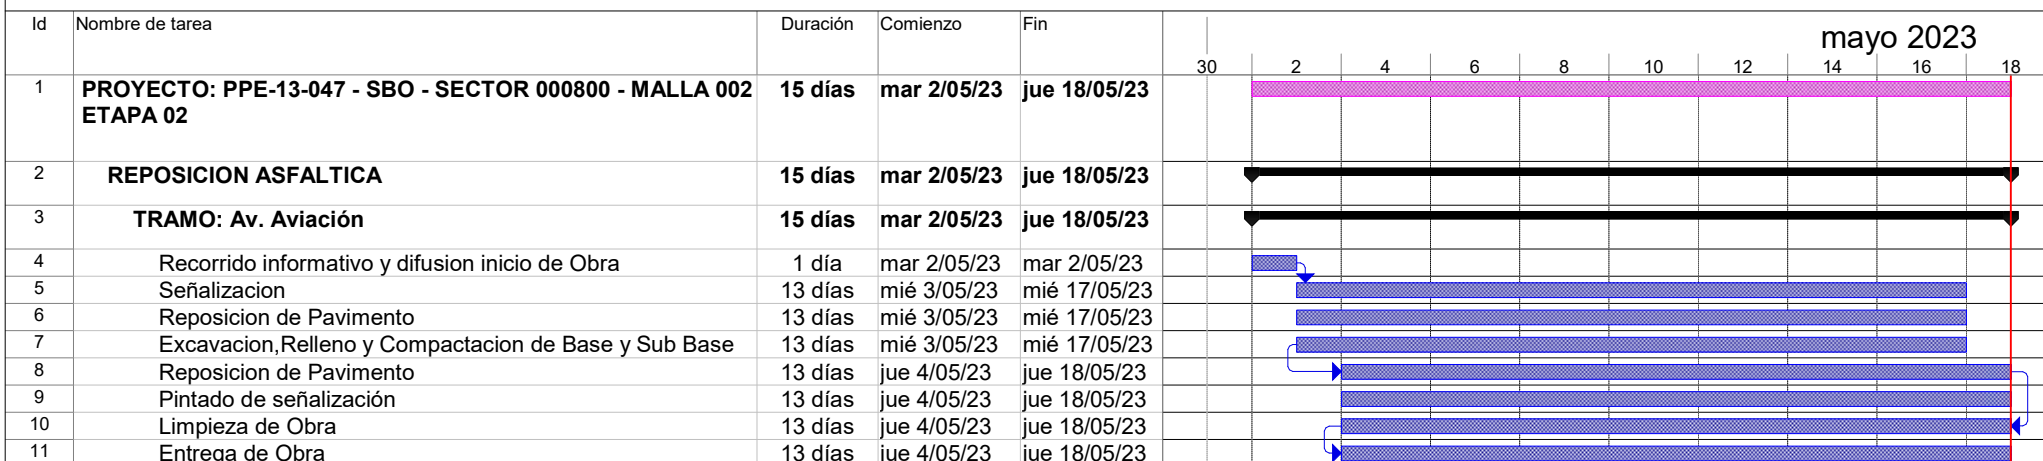 Id Nombre de tarea Duración Comienzo Fin
mayo 2023
30 2 4 6 8 10 12 14 16 18
1 PROYECTO: PPE-13-047 - SBO - SECTOR 000800 - MALLA 002 15 días mar 2/05/23 jue 18/05/23
ETAPA 02
2 REPOSICION ASFALTICA 15 días mar 2/05/23 jue 18/05/23
3 TRAMO: Av. Aviación 15 días mar 2/05/23 jue 18/05/23
4 Recorrido informativo y difusion inicio de Obra 1 día mar 2/05/23 mar 2/05/23
5 Señalizacion 13 días mié 3/05/23 mié 17/05/23
6 Reposicion de Pavimento 13 días mié 3/05/23 mié 17/05/23
7 Excavacion,Relleno y Compactacion de Base y Sub Base 13 días mié 3/05/23 mié 17/05/23
8 Reposicion de Pavimento 13 días jue 4/05/23 jue 18/05/23
9 Pintado de señalización 13 días jue 4/05/23 jue 18/05/23
10 Limpieza de Obra 13 días jue 4/05/23 jue 18/05/23
11 Entrega de Obra 13 días jue 4/05/23 jue 18/05/23